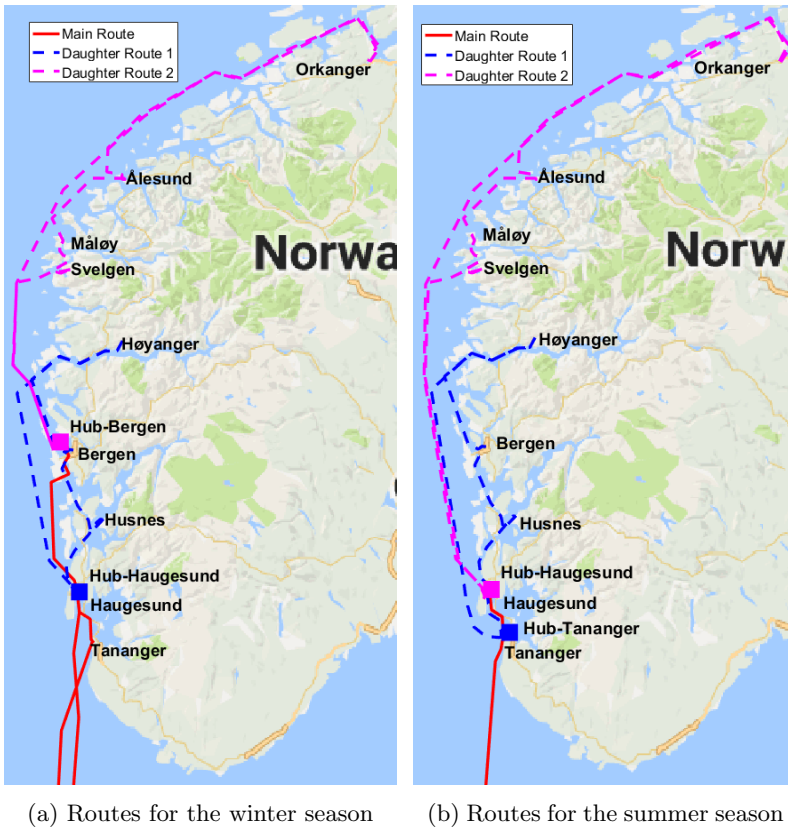 Main Route
Daughter Route 1
Daughter Route 2
Orkanger
Ålesund
Måløy
Norwa
Svelgen
Høyanger
Hub-Bergen
Bergen
Husnes
Hub-Haugesund
Haugesund
Tananger
(a) Routes for the winter season
Main Route
Daughter Route 1
Daughter Route 2
Orkanger
Ålesund
Måløy
Norw
Svelgen
Høyanger
Bergen
Husnes
Hub-Haugesund
Haugesund
Hub-Tananger
Tananger
(b) Routes for the summer season